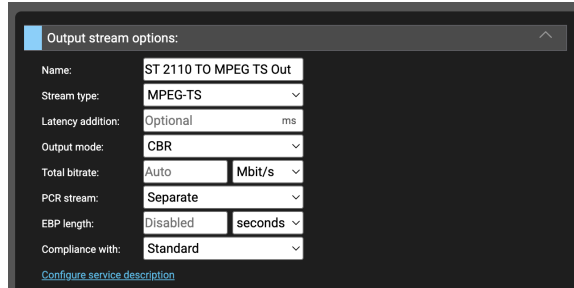 Output stream options:
Name: ST 2110 TO MPEG TS Out
Stream type: MPEG-TS
Latency addition: Optional ms
Output mode: CBR
Total bitrate: Auto Mbit/s
PCR stream: Separate
EBP length: Disabled seconds
Compliance with: Standard
Configure service description